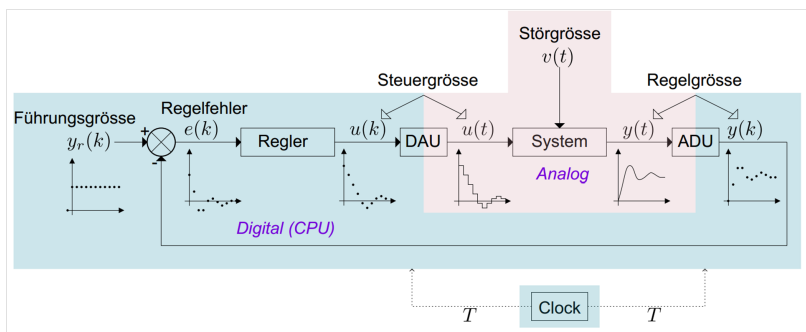 Störgrösse
v(t)
Steuergrösse
Regelgrösse
Führungsgrösse
Regelfehler
y_r(k)
+
-
e(k)
Regler
u(k)
DAU
u(t)
System
y(t)
ADU
y(k)
Analog
Digital (CPU)
T
Clock
T